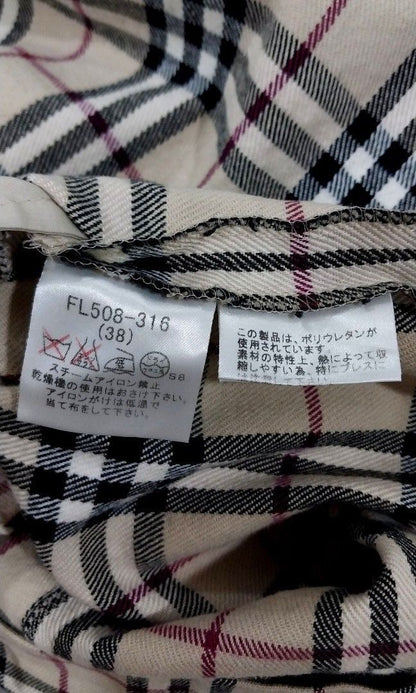 FL508-316
(38)
56
スチームアイロン禁止
乾燥機の使用はおさけ下さい。
アイロンがけは低温で
当て布をして下さい。
この製品は、ポリウレタンが
使用されています。
素材の特性上、熱によって収
縮しやすい為、特にプレスに